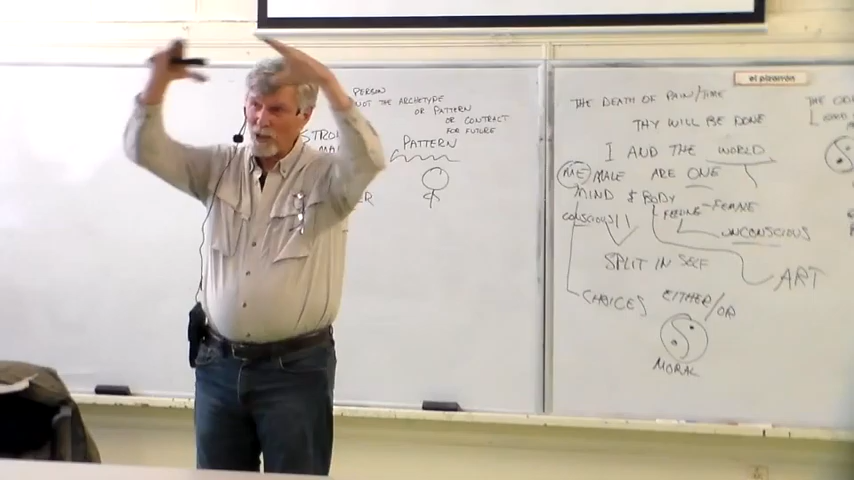 PERSON
NOT THE ARCHETYPE
OR PATTERN
OR CONTRACT
FOR FUTURE
PATTERN
el pizarrón
THE DEATH OF PAIN/TIME
THY WILL BE DONE
I AND THE WORLD
ME MALE ARE ONE
MIND & BODY
CONSCIOUS
FEELING - FEMALE
UNCONSCIOUS
SPLIT IN SELF
ART
CHOICES EITHER/OR
MORAL